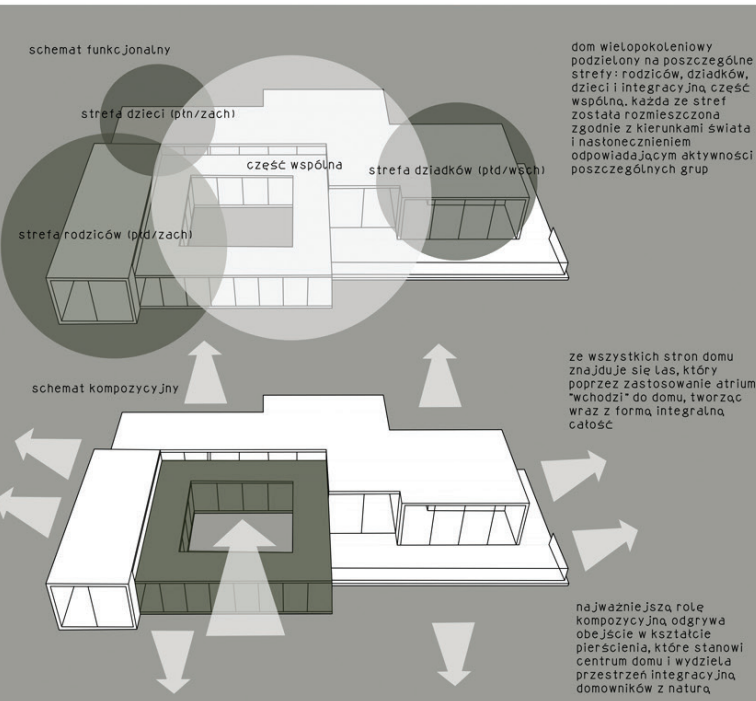 schemat funkcjonalny
strefa dzieci (płn/zach)
część wspólna
strefa dziadków (płd/wsch)
strefa rodziców (płd/zach)
dom wielopokoleniowy
podzielony na poszczególne
strefy: rodziców, dziadków,
dzieci i integracyjną część
wspólną. każda ze stref
została rozmieszczona
zgodnie z kierunkami świata
i nasłonecznieniem
odpowiadającym aktywności
poszczególnych grup
schemat kompozycyjny
ze wszystkich stron domu
znajduje się las, który
poprzez zastosowanie atrium
"wchodzi" do domu, tworząc
wraz z formą integralną
całość
najważniejszą rolę
kompozycyjną odgrywa
obejście w kształcie
pierścienia, które stanowi
centrum domu i wydziela
przestrzeń integracyjną
domowników z naturą